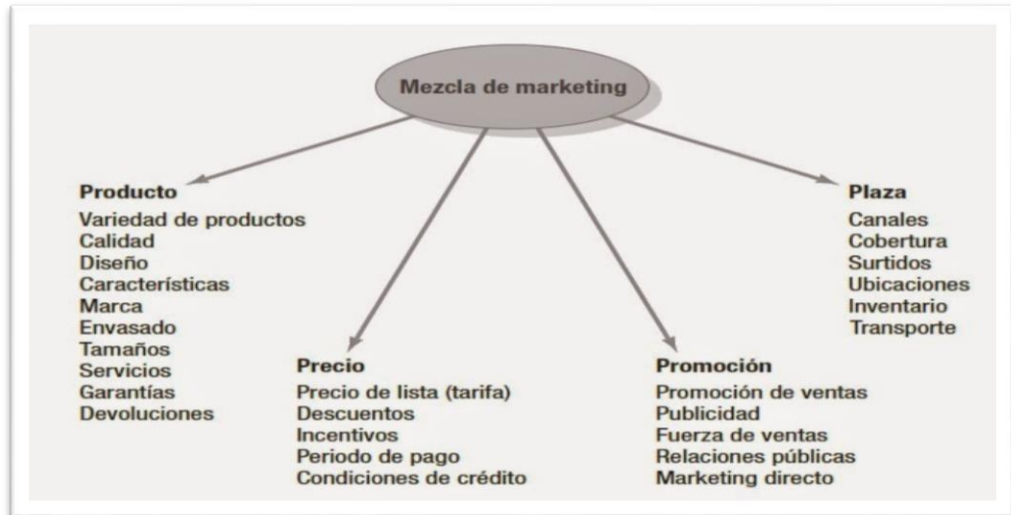 Mezcla de marketing
Producto
Variedad de productos
Calidad
Diseño
Características
Marca
Envasado
Tamaños
Servicios
Garantías
Devoluciones
Precio
Precio de lista (tarifa)
Descuentos
Incentivos
Periodo de pago
Condiciones de crédito
Promoción
Promoción de ventas
Publicidad
Fuerza de ventas
Relaciones públicas
Marketing directo
Plaza
Canales
Cobertura
Surtidos
Ubicaciones
Inventario
Transporte